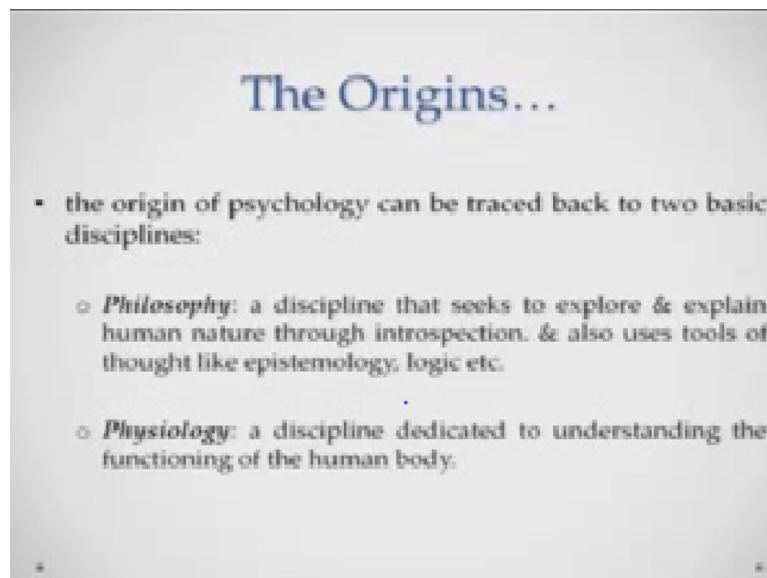 The Origins...
▪ the origin of psychology can be traced back to two basic
disciplines:
o Philosophy: a discipline that seeks to explore & explain
human nature through introspection. & also uses tools of
thought like epistemology, logic etc.
o Physiology: a discipline dedicated to understanding the
functioning of the human body.